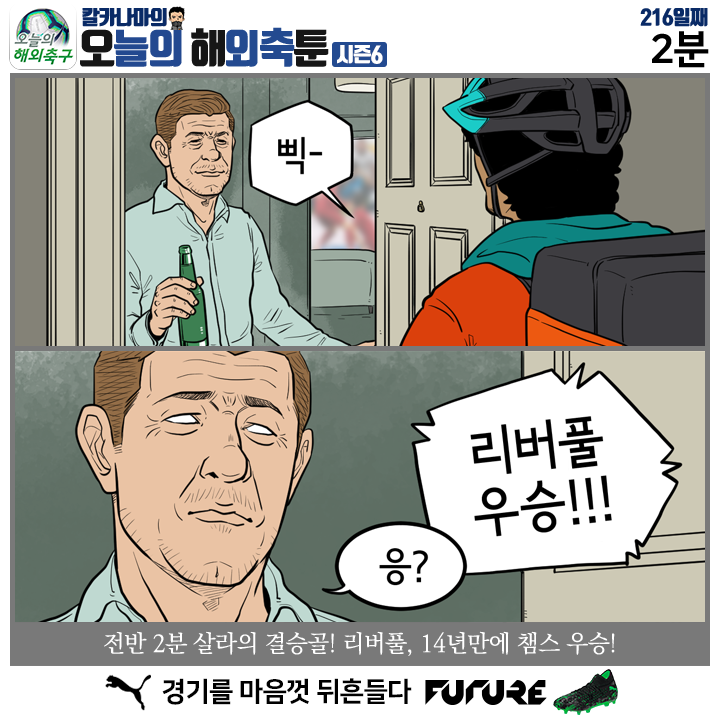 오늘의
해외축구
칼카나마의
오늘의 해외축툰 시즌6
216일째
2분
삑-
리버풀
우승!!!
응?
전반 2분 살라의 결승골! 리버풀, 14년만에 챔스 우승!
경기를 마음껏 뒤흔들다 FUTURE